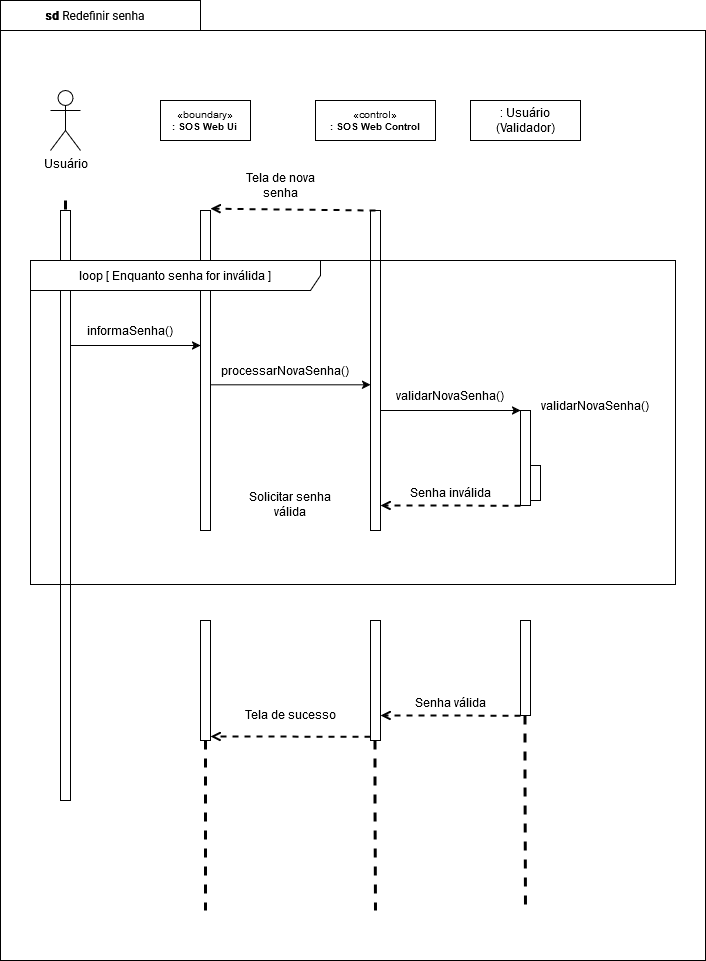 sd Redefinir senha
Usuário
«boundary»
: SOS Web Ui
«control»
: SOS Web Control
: Usuário
(Validador)
Tela de nova
senha
loop [ Enquanto senha for inválida ]
informaSenha()
processarNovaSenha()
validarNovaSenha()
validarNovaSenha()
Senha inválida
Solicitar senha
válida
Senha válida
Tela de sucesso